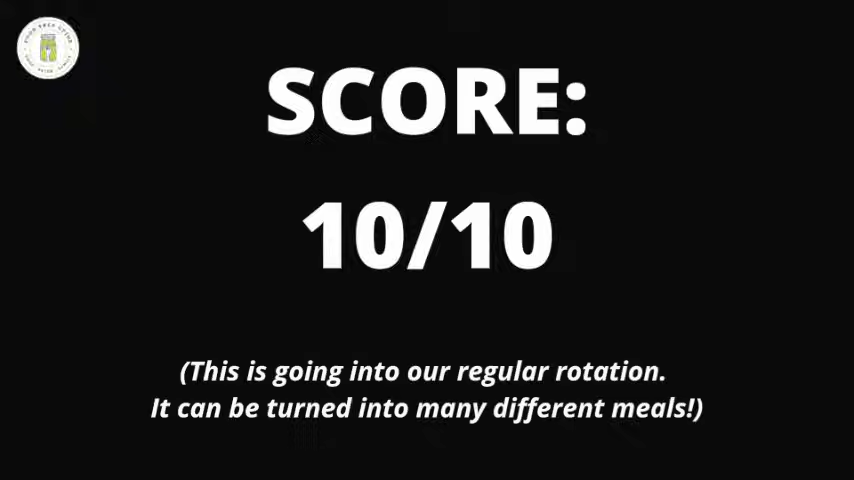 SCORE:
10/10
(This is going into our regular rotation.
It can be turned into many different meals!)